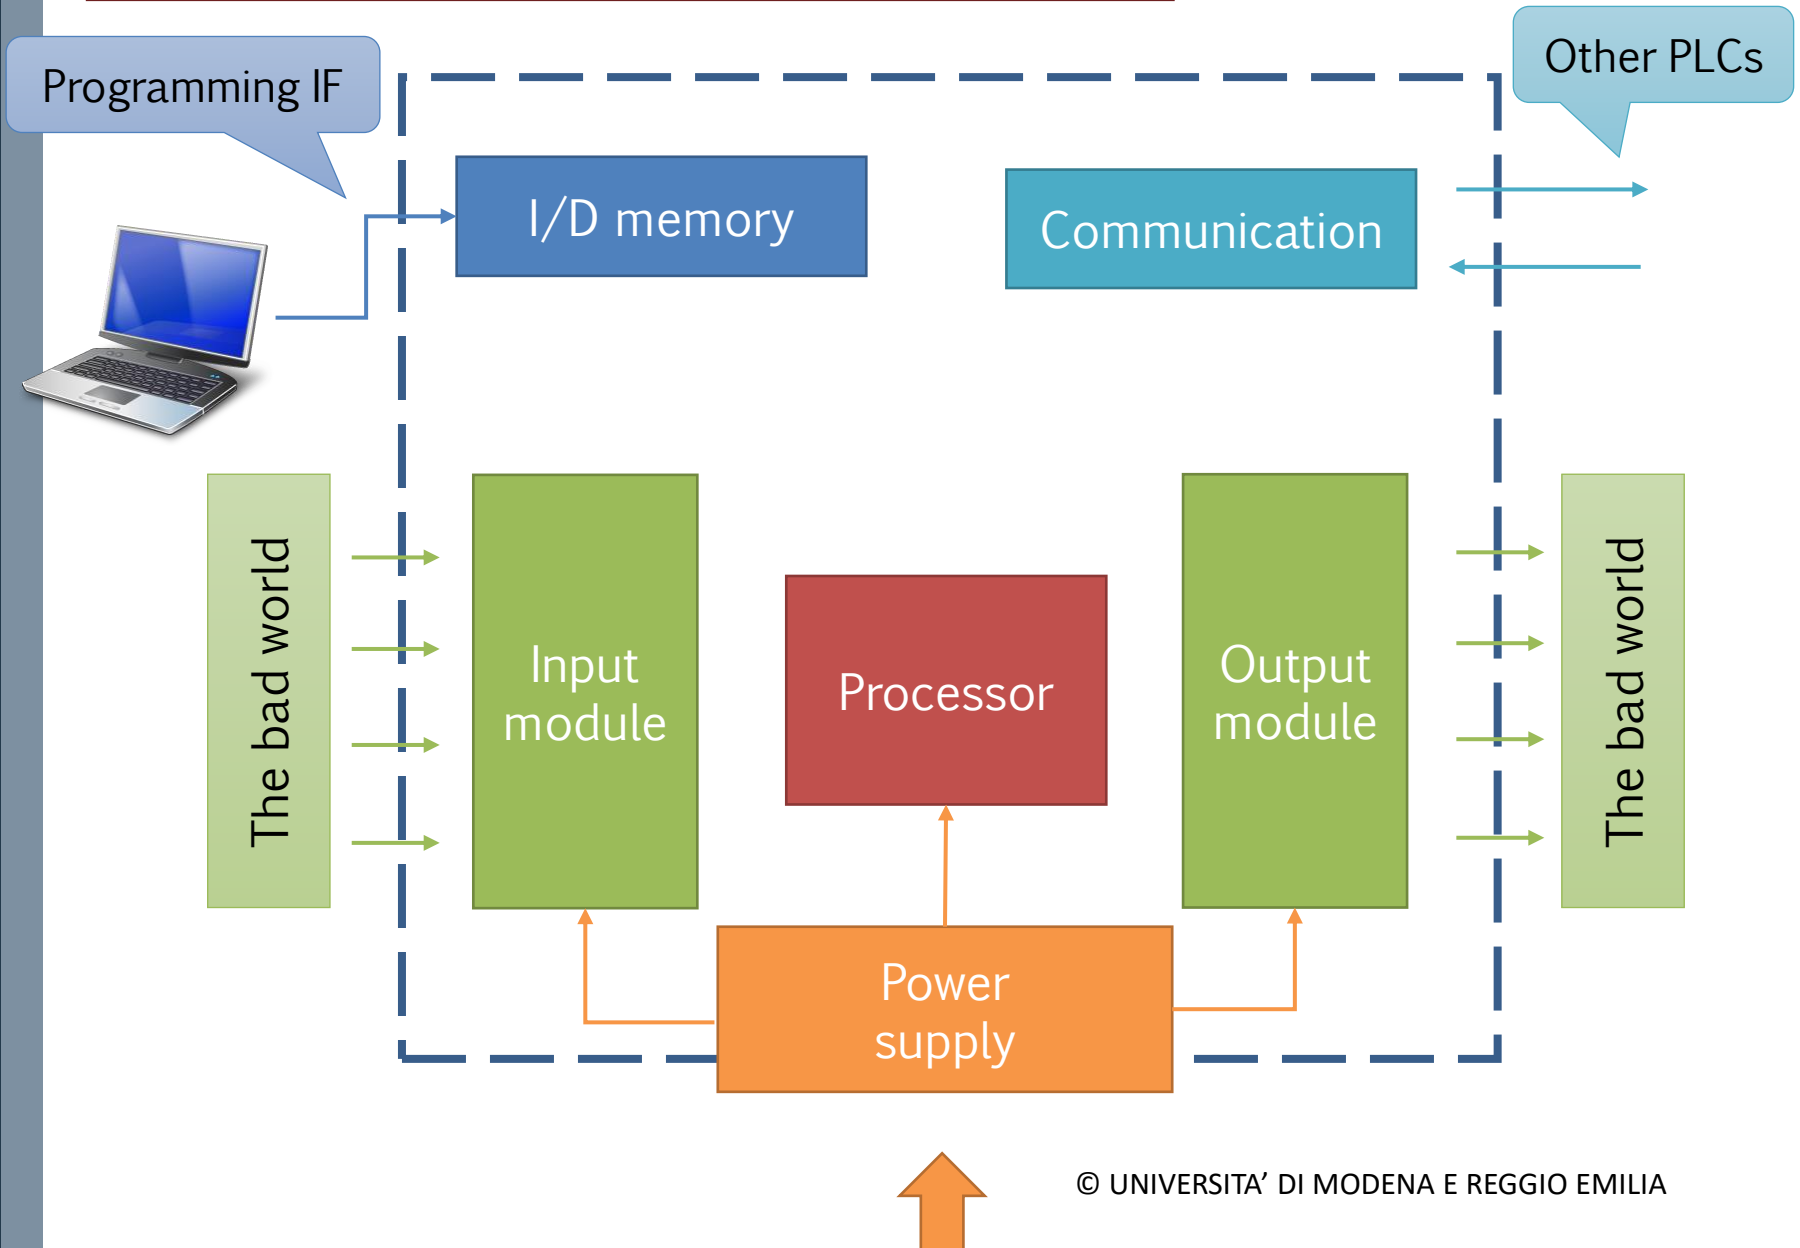 Programming IF
Other PLCs
I/D memory
Communication
The bad world
Input
module
Processor
Output
module
The bad world
Power
supply
© UNIVERSITA’ DI MODENA E REGGIO EMILIA